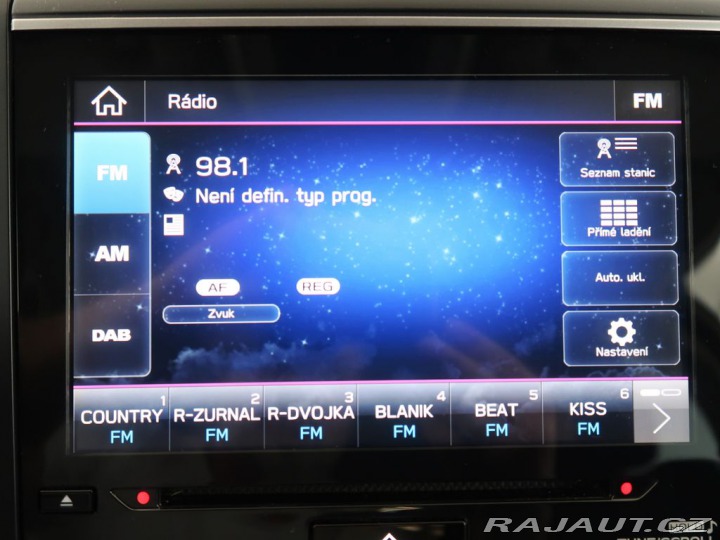 Rádio
FM
FM
AM
DAB
98.1
Není defin. typ prog.
AF
REG
Zvuk
Seznam stanic
Přímé ladění
Auto. ukl.
Nastavení
1
COUNTRY
FM
2
R-ZURNAL
FM
3
R-DVOJKA
FM
4
BLANIK
FM
5
BEAT
FM
6
KISS
FM
RAJAUT.CZ